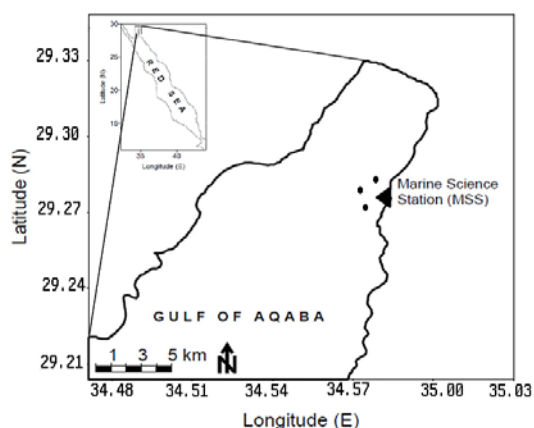 30
20
10
Latitude (N)
RED SEA
35 40
Longitude (E)
29.33
29.30
29.27
29.24
29.21
Latitude (N)
Marine Science
Station (MSS)
GULF OF AQABA
1 3 5 km
N
34.48 34.51 34.54 34.57 35.00 35.03
Longitude (E)